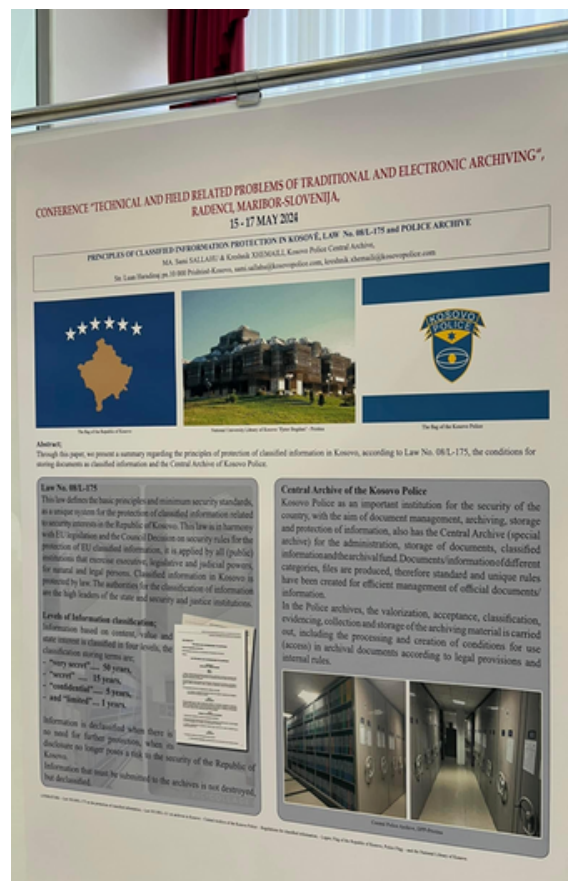 CONFERENCE "TECHNICAL AND FIELD RELATED PROBLEMS OF TRADITIONAL AND ELECTRONIC ARCHIVING",
RADENCI, MARIBOR-SLOVENIJA,
15 - 17 MAY 2024
PRINCIPLES OF CLASSIFIED INFRORMATION PROTECTION IN KOSOVË, LAW No. 08/L-175 and POLICE ARCHIVE
MA. Sami SALLAHU & Kreshnik XHEMAILI, Kosovo Police Central Archive,
Str. Luan Haradinaj pn,10 000 Prishtinë-Kosovo, sami.sallahu@kosovopolice.com, kreshnik.xhemaili@kosovopolice.com
KOSOVO
POLICE
The flag of the Republic of Kosovo
National University Library of Kosovo "Pjeter Bogdani" - Prishtina
The flag of the Kosovo Police
Abstract;
Through this paper, we present a summary regarding the principles of protection of classified information in Kosovo, according to Law No. 08/L-175, the conditions for
storing documents as classified information and the Central Archive of Kosovo Police.
Law No. 08/L-175
This law defines the basic principles and minimum security standards,
as a unique system for the protection of classified information related
to security interests in the Republic of Kosovo. This law is in harmony
with EU legislation and the Council Decision on security rules for the
protection of EU classified information, it is applied by all (public)
institutions that exercise executive, legislative and judicial powers,
for natural and legal persons. Classified information in Kosovo is
protected by law. The authorities for the classification of information
are the high leaders of the state and security and justice institutions.
Levels of Information classification;
Information based on content, value and
state interest is classified in four levels, the
classification storing terms are;
- "very secret".... 50 years,
- "secret" .... 15 years,
- "confidential".... 5 years,
- and "limited".... 1 years.
Information is declassified when there is
no need for further protection, when its
disclosure no longer poses a risk to the security of the Republic of
Kosovo.
Information that must be submitted to the archives is not destroyed,
but declassified.
Central Archive of the Kosovo Police
Kosovo Police as an important institution for the security of the
country, with the aim of document management, archiving, storage
and protection of information, also has the Central Archive (special
archive) for the administration, storage of documents, classified
information and the archival fund. Documents/information of different
categories, files are produced, therefore standard and unique rules
have been created for efficient management of official documents/
information.
In the Police archives, the valorization, acceptance, classification,
evidencing, collection and storage of the archiving material is carried
out, including the processing and creation of conditions for use
(access) in archival documents according to legal provisions and
internal rules.
Central Police Archive,